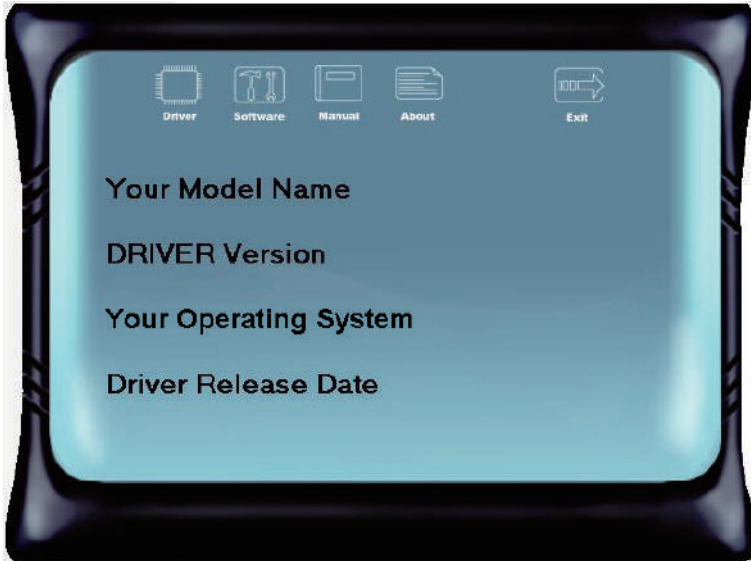 Driver Software Manual About Exit
Your Model Name
DRIVER Version
Your Operating System
Driver Release Date